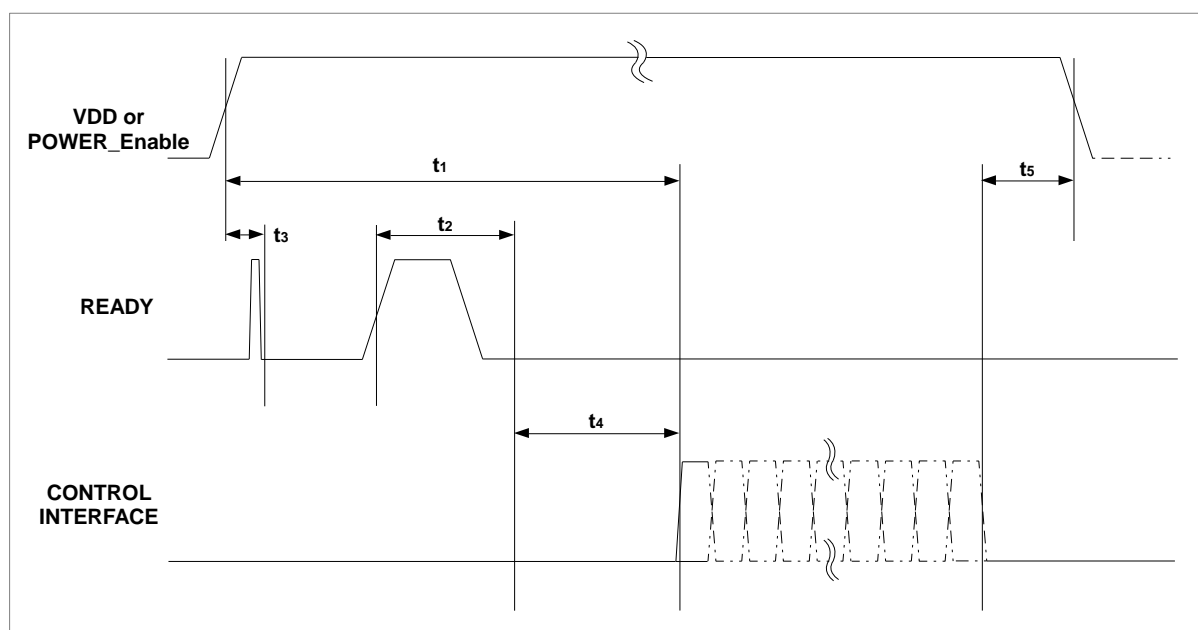 VDD or
POWER_Enable
t1
t5
t3
t2
READY
t4
CONTROL
INTERFACE